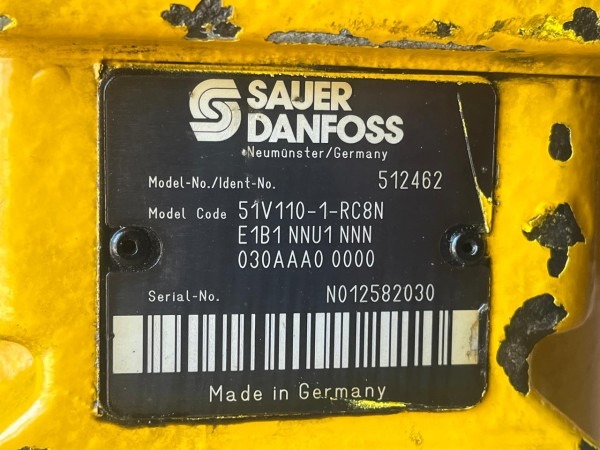 SAUER
DANFOSS
Neumünster/Germany
Model-No./Ident-No. 512462
Model Code 51V110-1-RC8N
E1B1 NNU1 NNN
030AAA0 0000
Serial-No. N012582030
Made in Germany